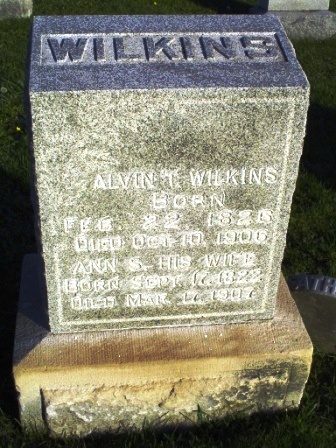 WILKINS
ALVIN T. WILKINS
BORN
FEB. 22 1825
DIED OCT. 10, 1906
ANN S. HIS WIFE
BORN SEPT. 17, 1822
DIED MAR. 17, 1907